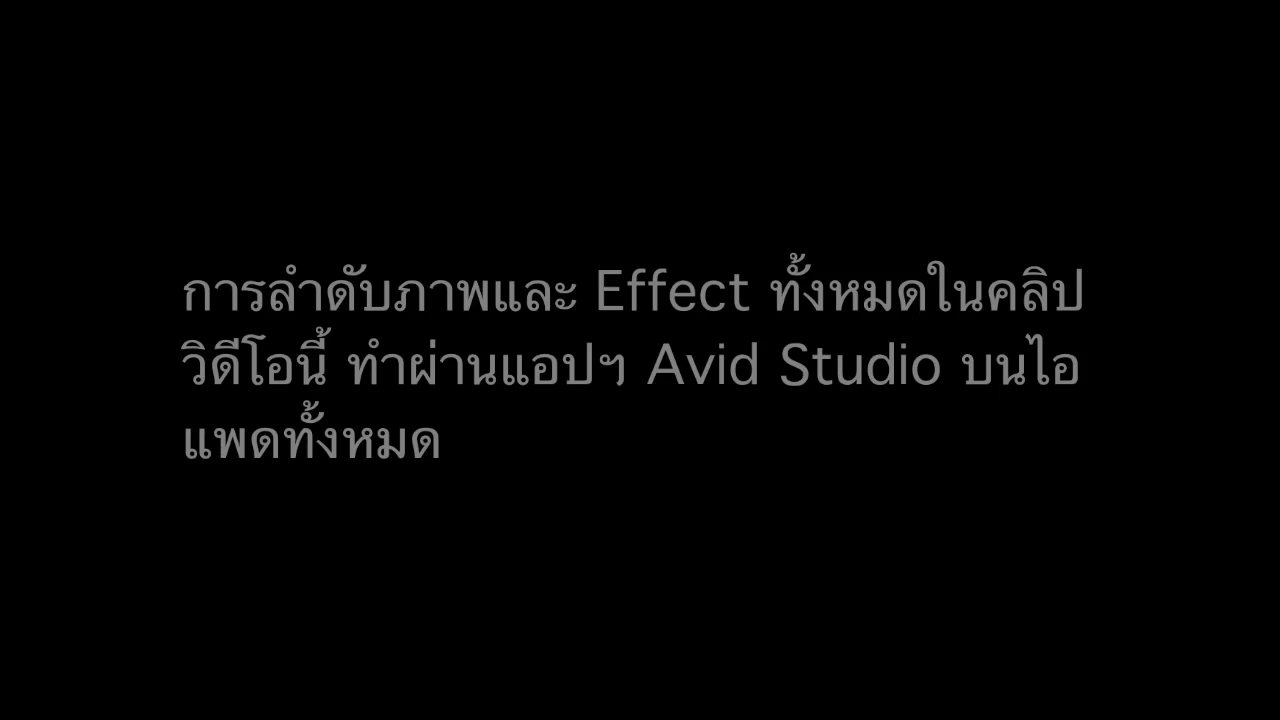 การลำดับภาพและ Effect ทั้งหมดในคลิป
วิดีโอนี้ ทำผ่านแอปฯ Avid Studio บนไอ
แพดทั้งหมด